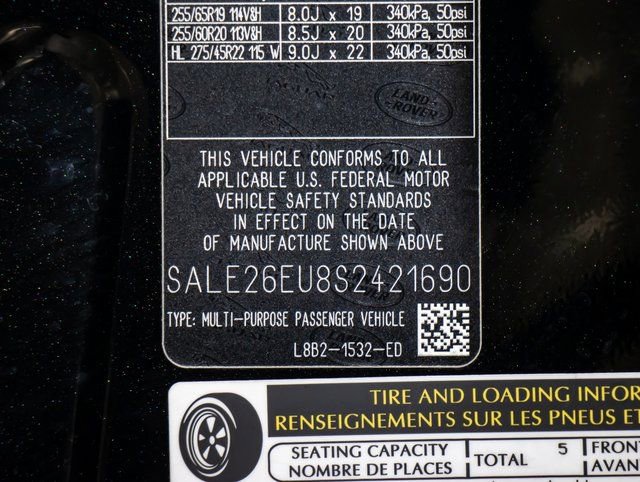 255/65R19 114V&H 8.0J x 19 340kPa, 50psi
255/60R20 113V&H 8.5J x 20 340kPa, 50psi
HL 275/45R22 115 W 9.0J x 22 340kPa, 50psi
LAND ROVER
THIS VEHICLE CONFORMS TO ALL
APPLICABLE U.S. FEDERAL MOTOR
VEHICLE SAFETY STANDARDS
IN EFFECT ON THE DATE
OF MANUFACTURE SHOWN ABOVE
SALE26EU8S2421690
TYPE: MULTI-PURPOSE PASSENGER VEHICLE
L8B2-1532-ED
TIRE AND LOADING INFOR
RENSEIGNEMENTS SUR LES PNEUS ET
SEATING CAPACITY TOTAL 5 FRONT
NOMBRE DE PLACES AVAN